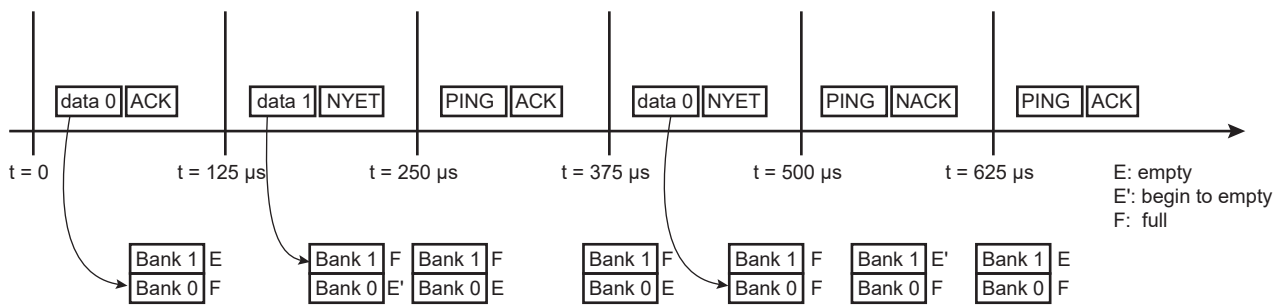 data 0 ACK data 1 NYET PING ACK data 0 NYET PING NACK PING ACK
t = 0 t = 125 µs t = 250 µs t = 375 µs t = 500 µs t = 625 µs E: empty
E': begin to empty
F: full
Bank 1 E Bank 1 F Bank 1 F Bank 1 F Bank 1 F Bank 1 E' Bank 1 E
Bank 0 F Bank 0 E' Bank 0 E Bank 0 E Bank 0 F Bank 0 F Bank 0 F